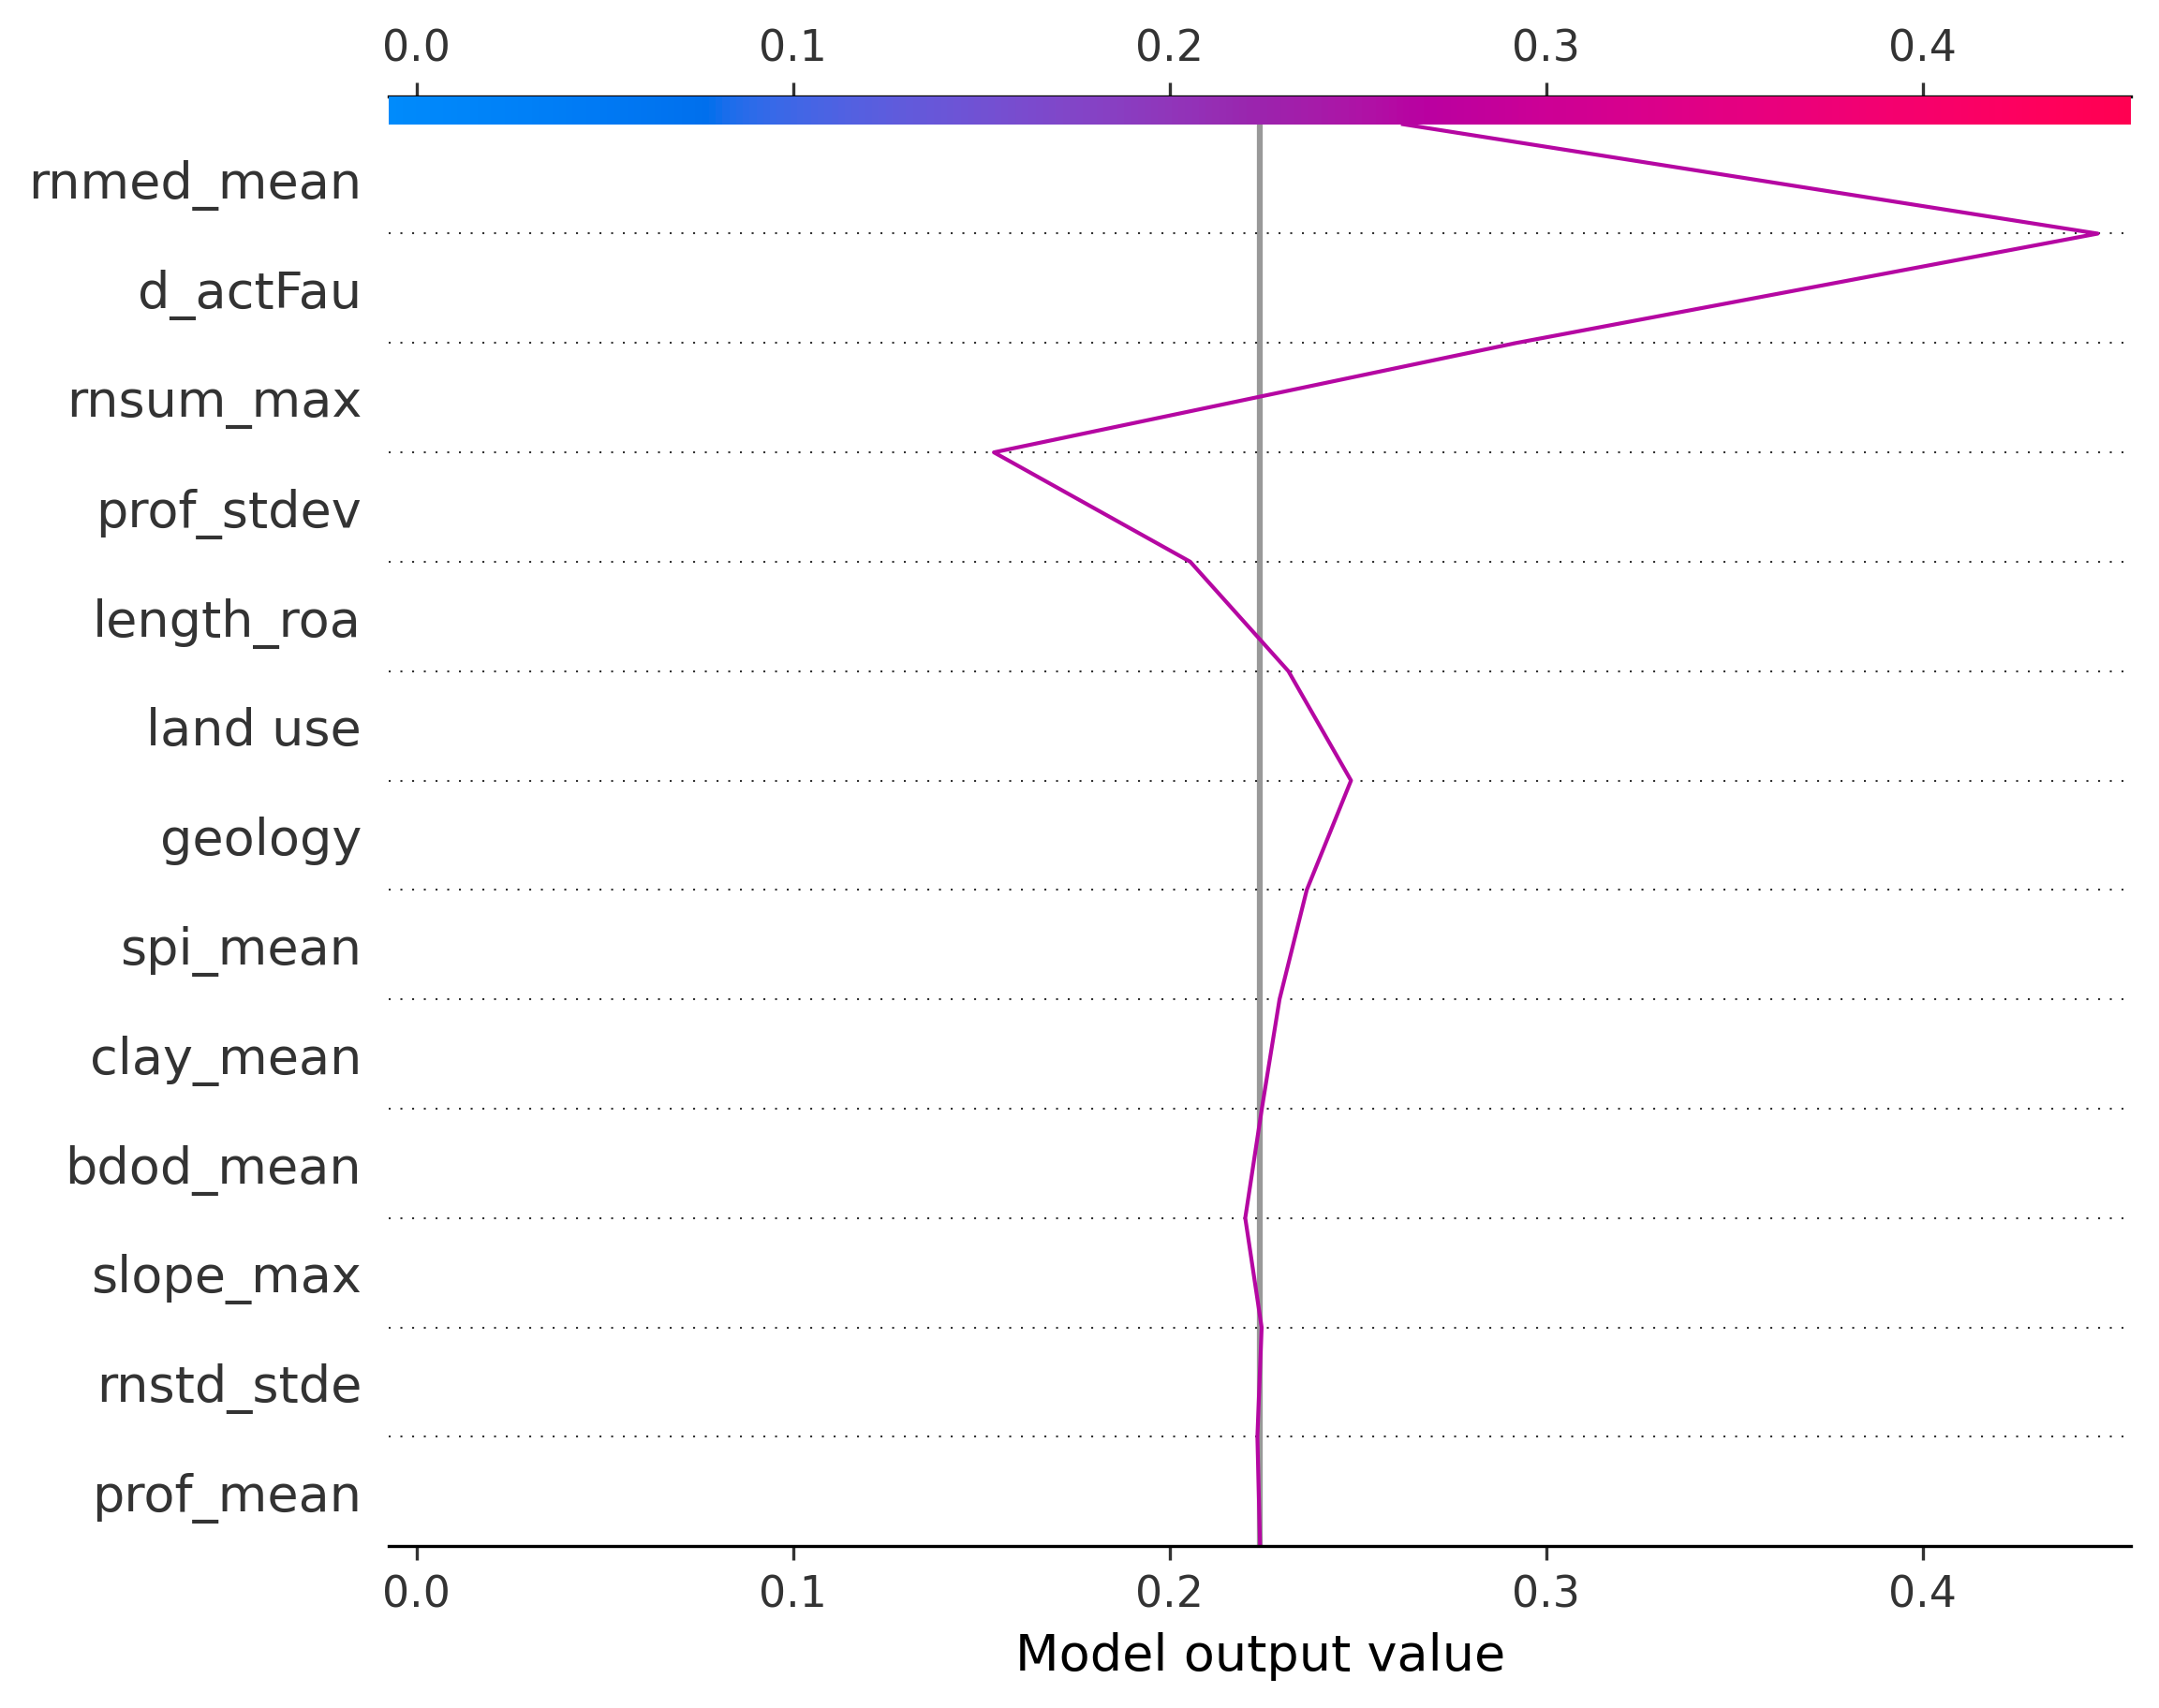 0.0 0.1 0.2 0.3 0.4
rnmed_mean
d_actFau
rnsum_max
prof_stdev
length_roa
land use
geology
spi_mean
clay_mean
bdod_mean
slope_max
rnstd_stde
prof_mean
0.0 0.1 0.2 0.3 0.4
Model output value